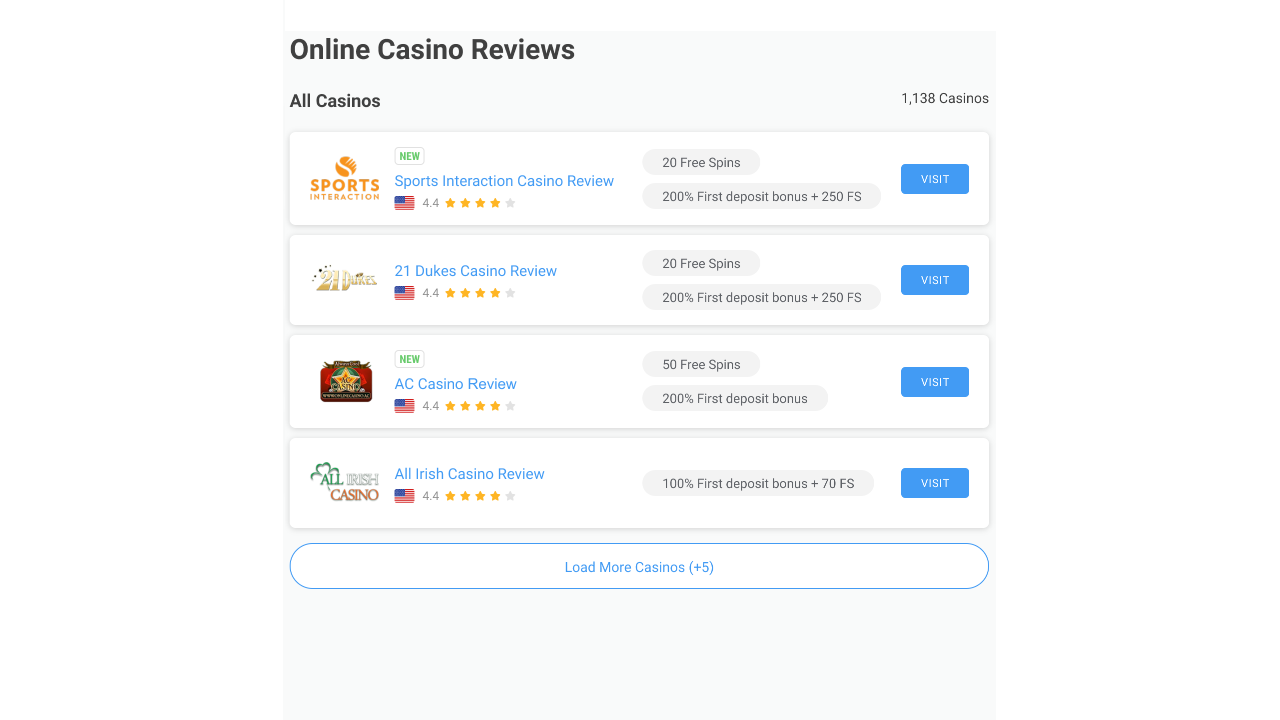 Online Casino Reviews
All Casinos
1,138 Casinos
SPORTS
INTERACTION
NEW
Sports Interaction Casino Review
4.4
20 Free Spins
200% First deposit bonus + 250 FS
VISIT
21 DUKES
21 Dukes Casino Review
4.4
20 Free Spins
200% First deposit bonus + 250 FS
VISIT
AC
CASINO
WWW.ONLINECASINO.AC
NEW
AC Casino Review
4.4
50 Free Spins
200% First deposit bonus
VISIT
ALL IRISH
CASINO
All Irish Casino Review
4.4
100% First deposit bonus + 70 FS
VISIT
Load More Casinos (+5)